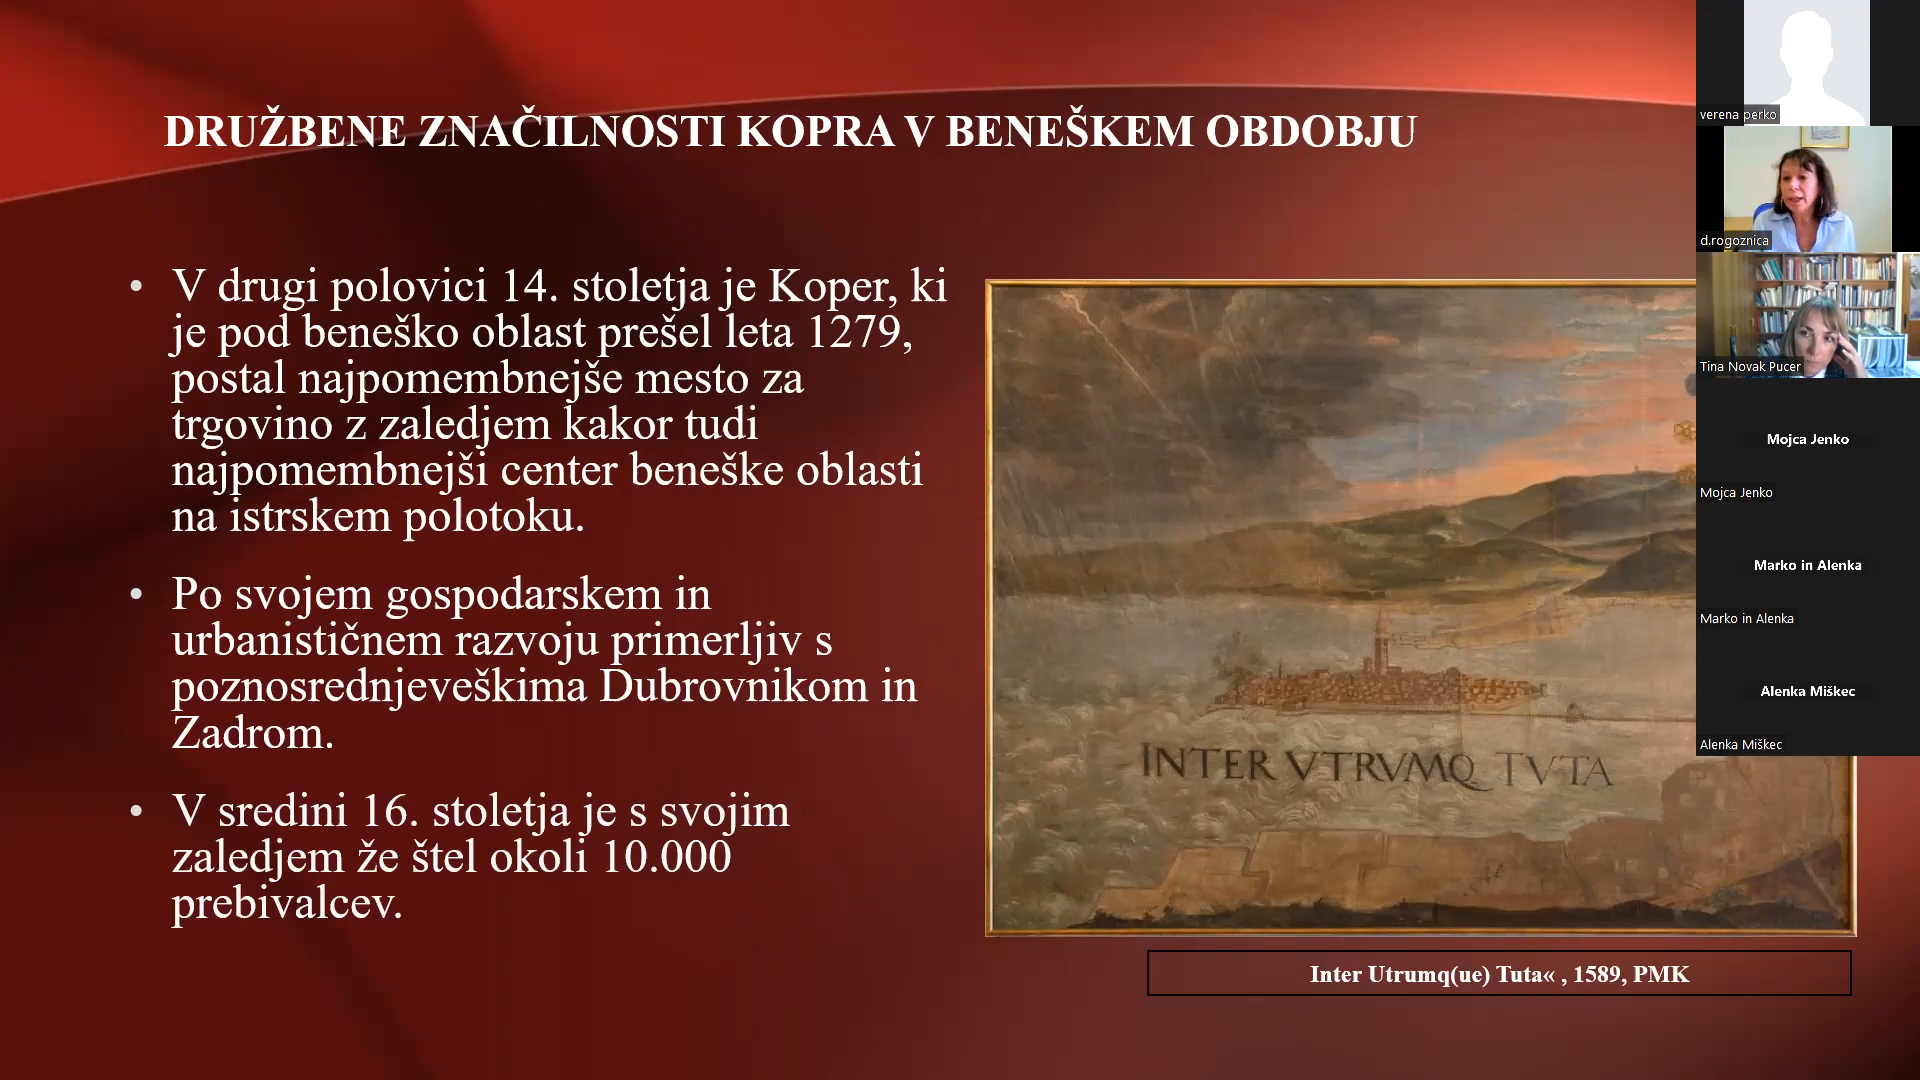 DRUŽBENE ZNAČILNOSTI KOPRA V BENEŠKEM OBDOBJU
• V drugi polovici 14. stoletja je Koper, ki
je pod beneško oblast prešel leta 1279,
postal najpomembnejše mesto za
trgovino z zaledjem kakor tudi
najpomembnejši center beneške oblasti
na istrskem polotoku.
• Po svojem gospodarskem in
urbanističnem razvoju primerljiv s
poznosrednjeveškima Dubrovnikom in
Zadrom.
• V sredini 16. stoletja je s svojim
zaledjem že štel okoli 10.000
prebivalcev.
INTER VTRVMQ TVTA
Inter Utrumq(ue) Tuta« , 1589, PMK
verena perko
d.rogoznica
Tina Novak Pucer
Mojca Jenko
Mojca Jenko
Marko in Alenka
Marko in Alenka
Alenka Miškec
Alenka Miškec